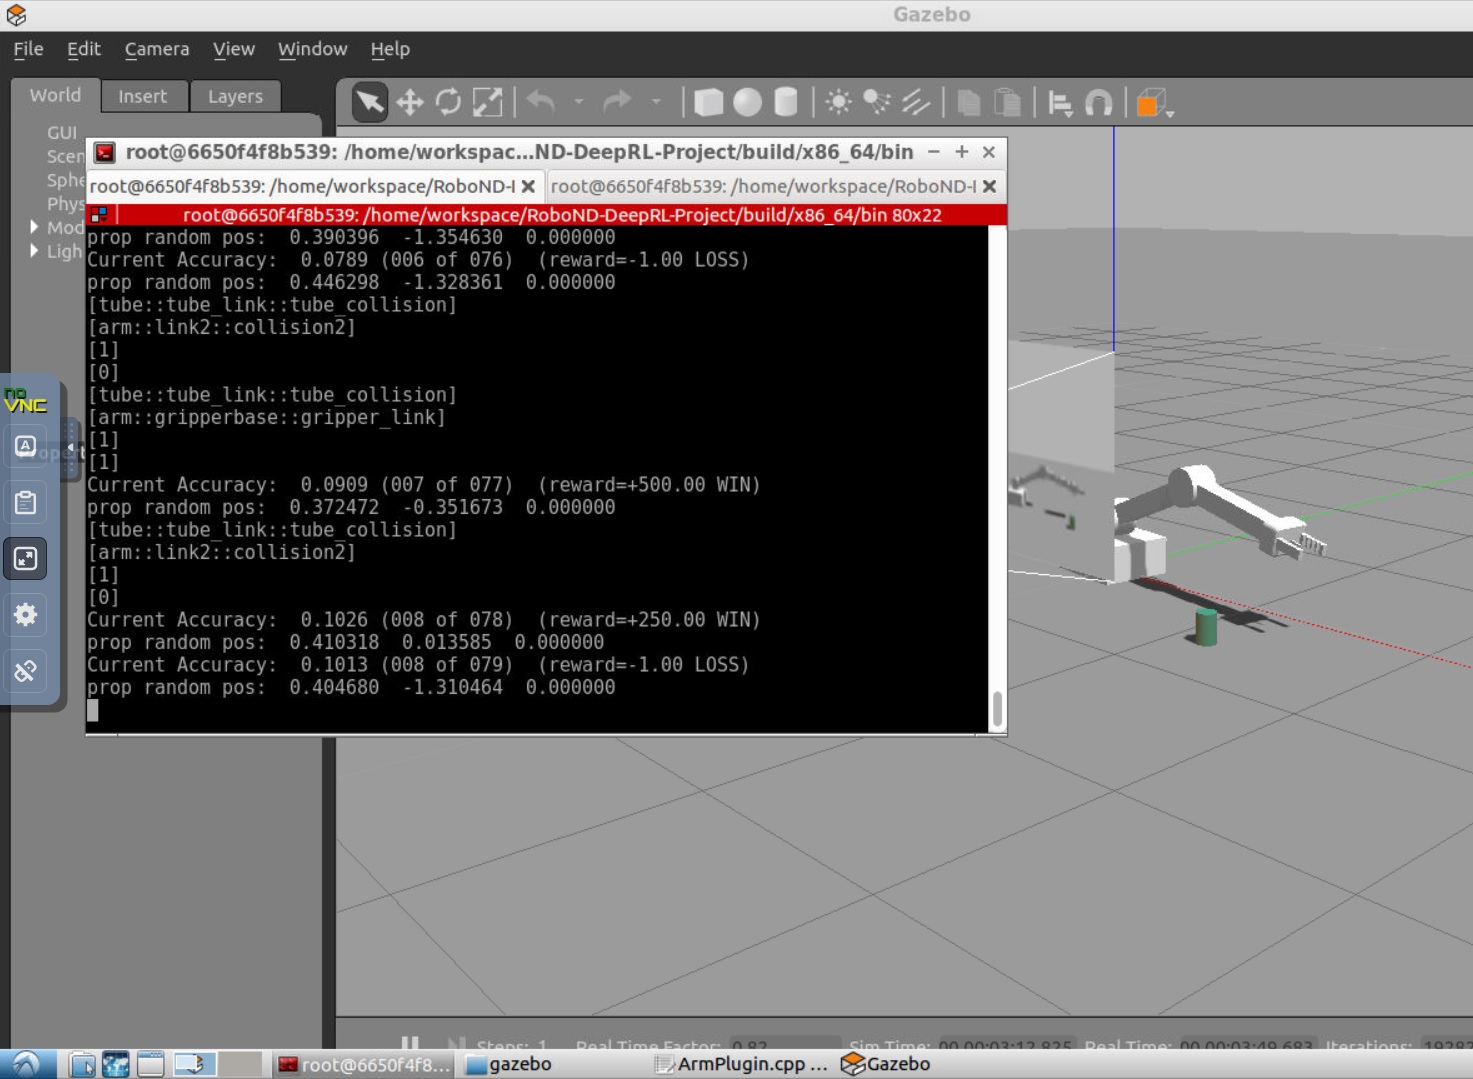 Gazebo
File Edit Camera View Window Help
World Insert Layers
GUI
Scen
Sphe
Phys
Mod
Ligh
root@6650f4f8b539: /home/workspac...ND-DeepRL-Project/build/x86_64/bin
root@6650f4f8b539: /home/workspace/RoboND-I root@6650f4f8b539: /home/workspace/RoboND-I
root@6650f4f8b539: /home/workspace/RoboND-DeepRL-Project/build/x86_64/bin 80x22
prop random pos:  0.390396  -1.354630  0.000000
Current Accuracy:  0.0789 (006 of 076)  (reward=-1.00 LOSS)
prop random pos:  0.446298  -1.328361  0.000000
[tube::tube_link::tube_collision]
[arm::link2::collision2]
[1]
[0]
[tube::tube_link::tube_collision]
[arm::gripperbase::gripper_link]
[1]
[1]
Current Accuracy:  0.0909 (007 of 077)  (reward=+500.00 WIN)
prop random pos:  0.372472  -0.351673  0.000000
[tube::tube_link::tube_collision]
[arm::link2::collision2]
[1]
[0]
Current Accuracy:  0.1026 (008 of 078)  (reward=+250.00 WIN)
prop random pos:  0.410318  0.013585  0.000000
Current Accuracy:  0.1013 (008 of 079)  (reward=-1.00 LOSS)
prop random pos:  0.404680  -1.310464  0.000000
no
VNC
A
Steps: 1 Real Time Factor: 0.82 Sim Time: 00 00:03:12.825 Real Time: 00 00:03:49.683 Iterations: 19282
root@6650f4f8... gazebo ArmPlugin.cpp ... Gazebo